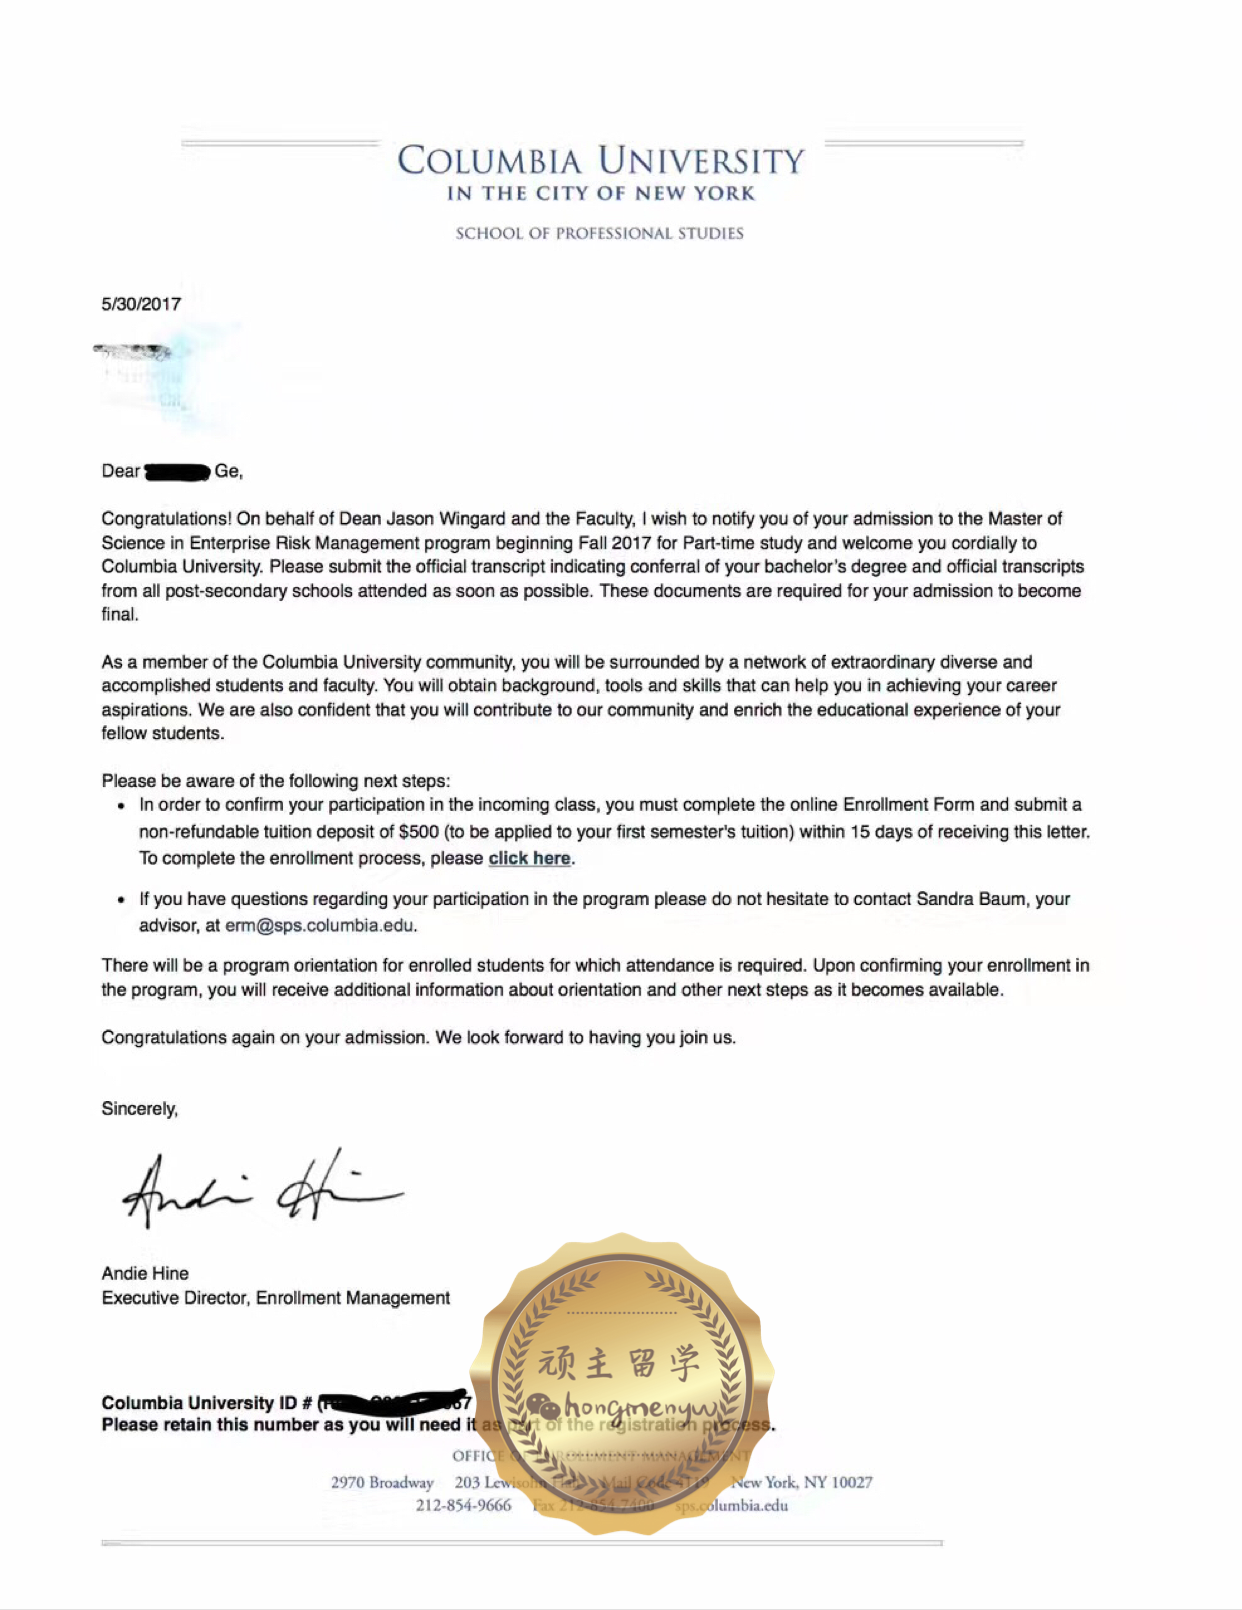 COLUMBIA UNIVERSITY
IN THE CITY OF NEW YORK
SCHOOL OF PROFESSIONAL STUDIES
5/30/2017
Dear Ge,
Congratulations! On behalf of Dean Jason Wingard and the Faculty, I wish to notify you of your admission to the Master of
Science in Enterprise Risk Management program beginning Fall 2017 for Part-time study and welcome you cordially to
Columbia University. Please submit the official transcript indicating conferral of your bachelor's degree and official transcripts
from all post-secondary schools attended as soon as possible. These documents are required for your admission to become
final.
As a member of the Columbia University community, you will be surrounded by a network of extraordinary diverse and
accomplished students and faculty. You will obtain background, tools and skills that can help you in achieving your career
aspirations. We are also confident that you will contribute to our community and enrich the educational experience of your
fellow students.
Please be aware of the following next steps:
• In order to confirm your participation in the incoming class, you must complete the online Enrollment Form and submit a
non-refundable tuition deposit of $500 (to be applied to your first semester's tuition) within 15 days of receiving this letter.
To complete the enrollment process, please click here.
• If you have questions regarding your participation in the program please do not hesitate to contact Sandra Baum, your
advisor, at erm@sps.columbia.edu.
There will be a program orientation for enrolled students for which attendance is required. Upon confirming your enrollment in
the program, you will receive additional information about orientation and other next steps as it becomes available.
Congratulations again on your admission. We look forward to having you join us.
Sincerely,
Andi Hi
Andie Hine
Executive Director, Enrollment Management
顽主留学
hongmenyw
Columbia University ID # (
Please retain this number as you will need it as part of the registration process.
OFFICE OF ENROLLMENT MANAGEMENT
2970 Broadway 203 Lewisohn Hall Mail Code 4119 New York, NY 10027
212-854-9666 Fax 212-854-7400 sps.columbia.edu